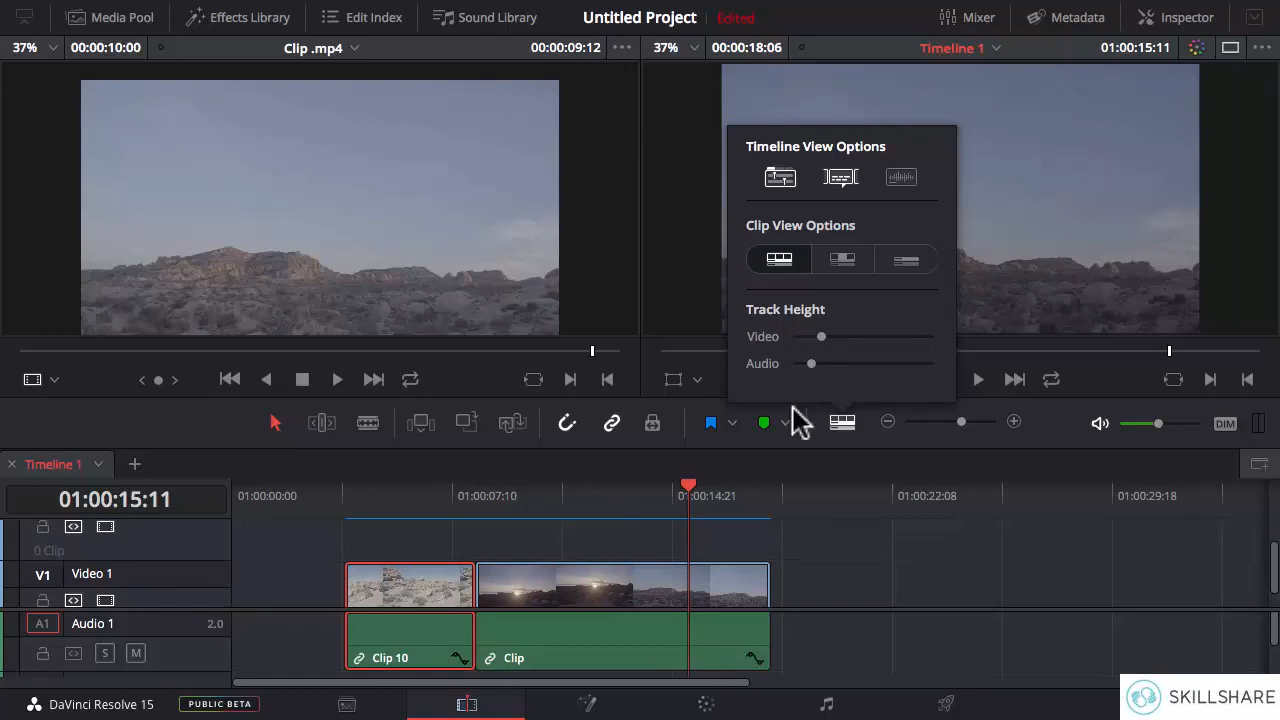 Media Pool
Effects Library
Edit Index
Sound Library
Untitled Project
Edited
Mixer
Metadata
Inspector
37%
00:00:10:00
Clip .mp4
00:00:09:12
37%
00:00:18:06
Timeline 1
01:00:15:11
Timeline View Options
Clip View Options
Track Height
Video
Audio
DIM
Timeline 1
01:00:15:11
01:00:00:00
01:00:07:10
01:00:14:21
01:00:22:08
01:00:29:18
0 Clip
V1
Video 1
A1
Audio 1
2.0
S
M
Clip 10
Clip
DaVinci Resolve 15
PUBLIC BETA
SKILLSHARE